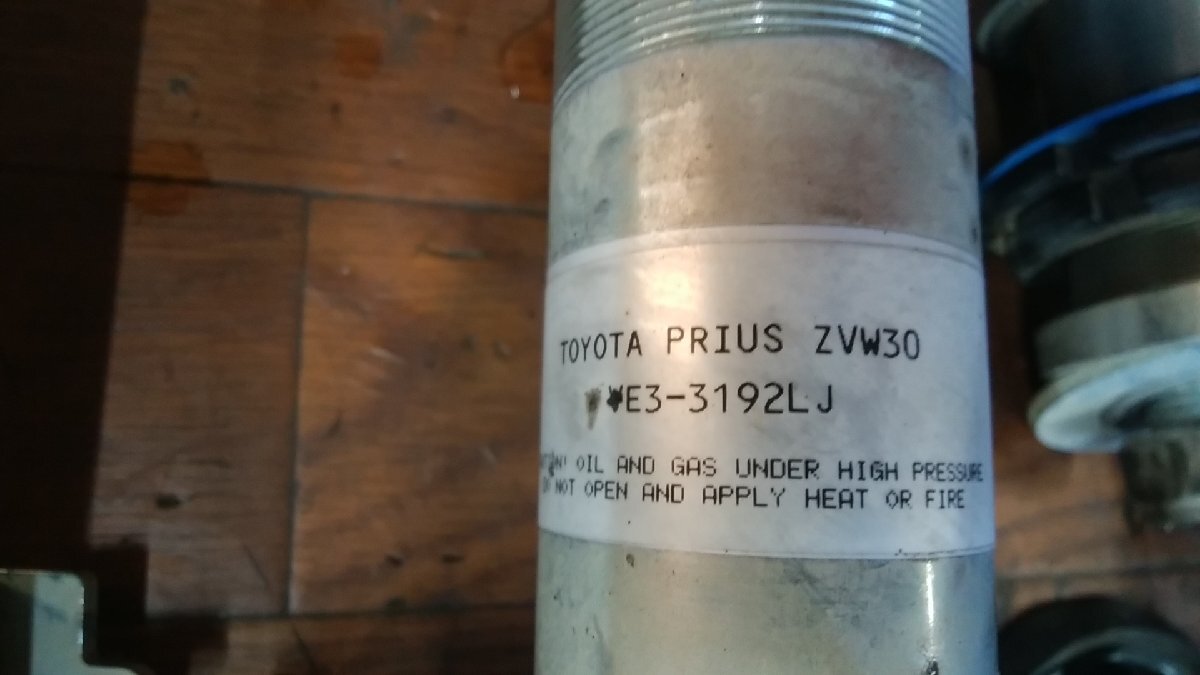 TOYOTA PRIUS ZVW30
E3-3192LJ
OIL AND GAS UNDER HIGH PRESSURE
NOT OPEN AND APPLY HEAT OR FIRE